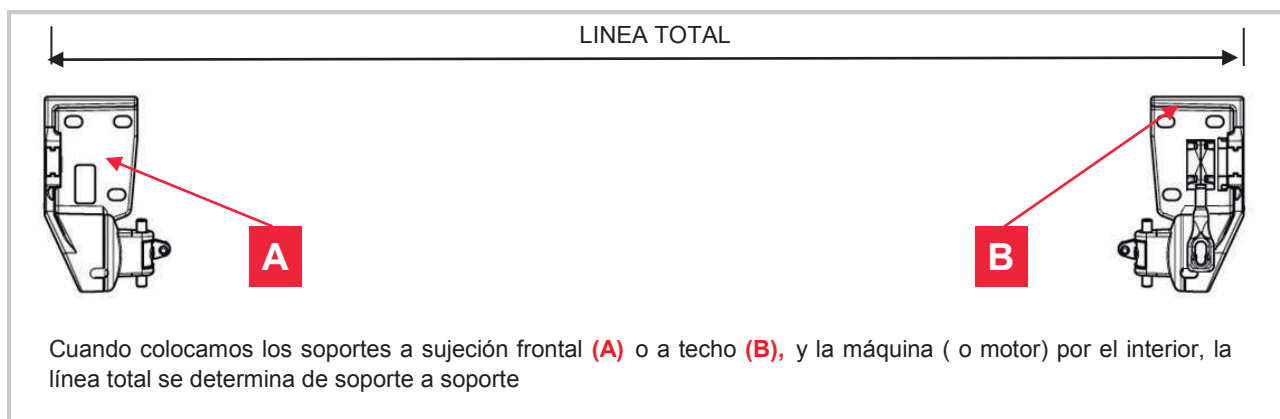 LINEA TOTAL
A
B
Cuando colocamos los soportes a sujeción frontal (A) o a techo (B), y la máquina ( o motor) por el interior, la
línea total se determina de soporte a soporte